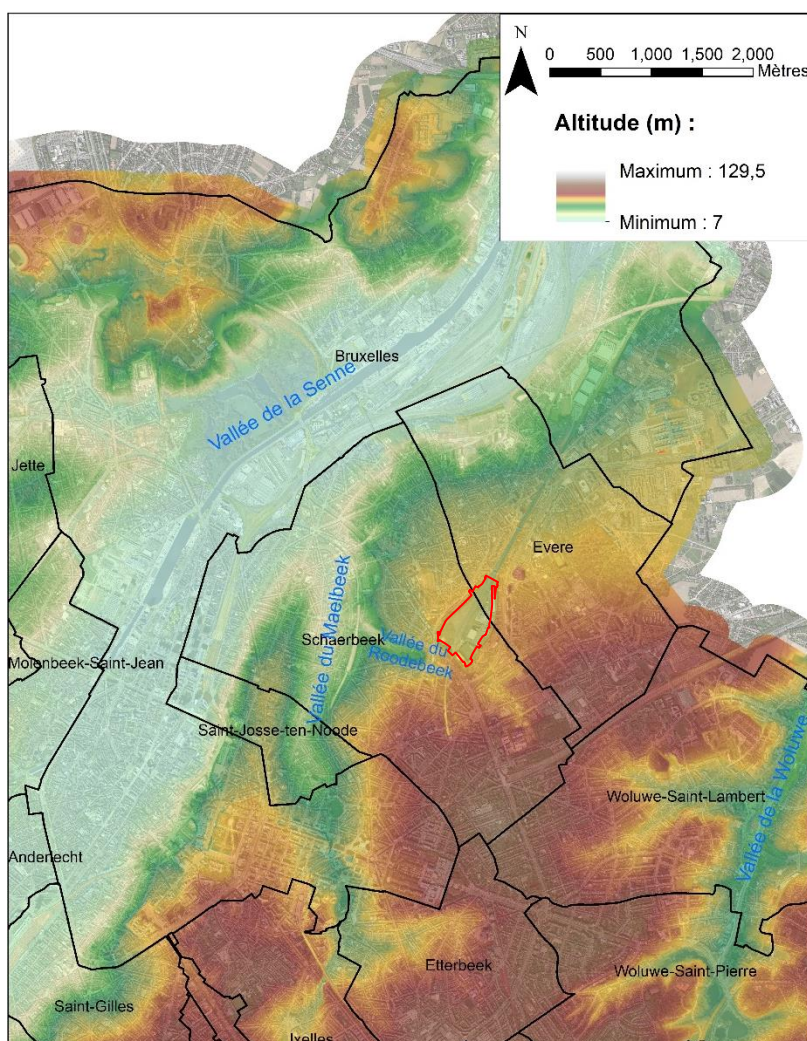 N
0 500 1,000 1,500 2,000
Mètres
Altitude (m) :
Maximum : 129,5
Minimum : 7
Bruxelles
Vallée de la Senne
Jette
Evere
Vallée du Maelbeek
Schaerbeek
Vallée du
Roodebeek
Molenbeek-Saint-Jean
Saint-Josse-ten-Noode
Woluwe-Saint-Lambert
Vallée de la Woluwe
Anderlecht
Etterbeek
Woluwe-Saint-Pierre
Saint-Gilles
Ixelles